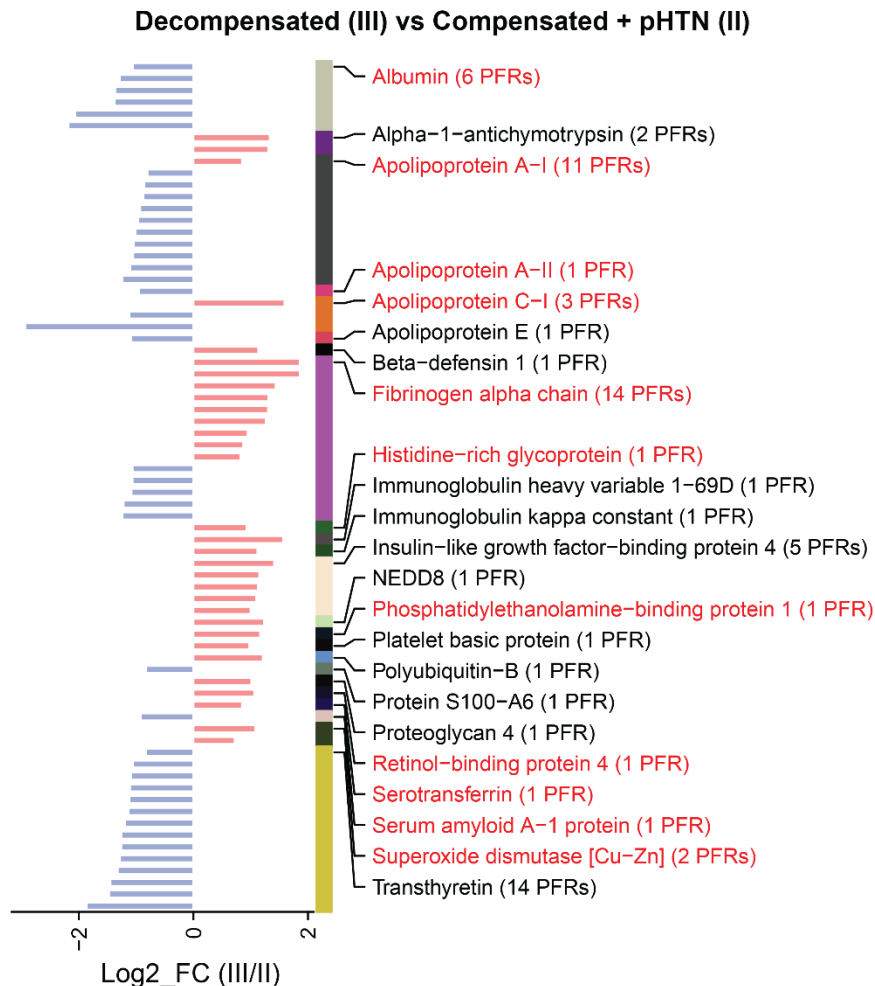 Decompensated (III) vs Compensated + pHTN (II)
Albumin (6 PFRs)
Alpha−1−antichymotrypsin (2 PFRs)
Apolipoprotein A−I (11 PFRs)
Apolipoprotein A−II (1 PFR)
Apolipoprotein C−I (3 PFRs)
Apolipoprotein E (1 PFR)
Beta−defensin 1 (1 PFR)
Fibrinogen alpha chain (14 PFRs)
Histidine−rich glycoprotein (1 PFR)
Immunoglobulin heavy variable 1−69D (1 PFR)
Immunoglobulin kappa constant (1 PFR)
Insulin−like growth factor−binding protein 4 (5 PFRs)
NEDD8 (1 PFR)
Phosphatidylethanolamine−binding protein 1 (1 PFR)
Platelet basic protein (1 PFR)
Polyubiquitin−B (1 PFR)
Protein S100−A6 (1 PFR)
Proteoglycan 4 (1 PFR)
Retinol−binding protein 4 (1 PFR)
Serotransferrin (1 PFR)
Serum amyloid A−1 protein (1 PFR)
Superoxide dismutase [Cu−Zn] (2 PFRs)
Transthyretin (14 PFRs)
−2 0 2
Log2_FC (III/II)